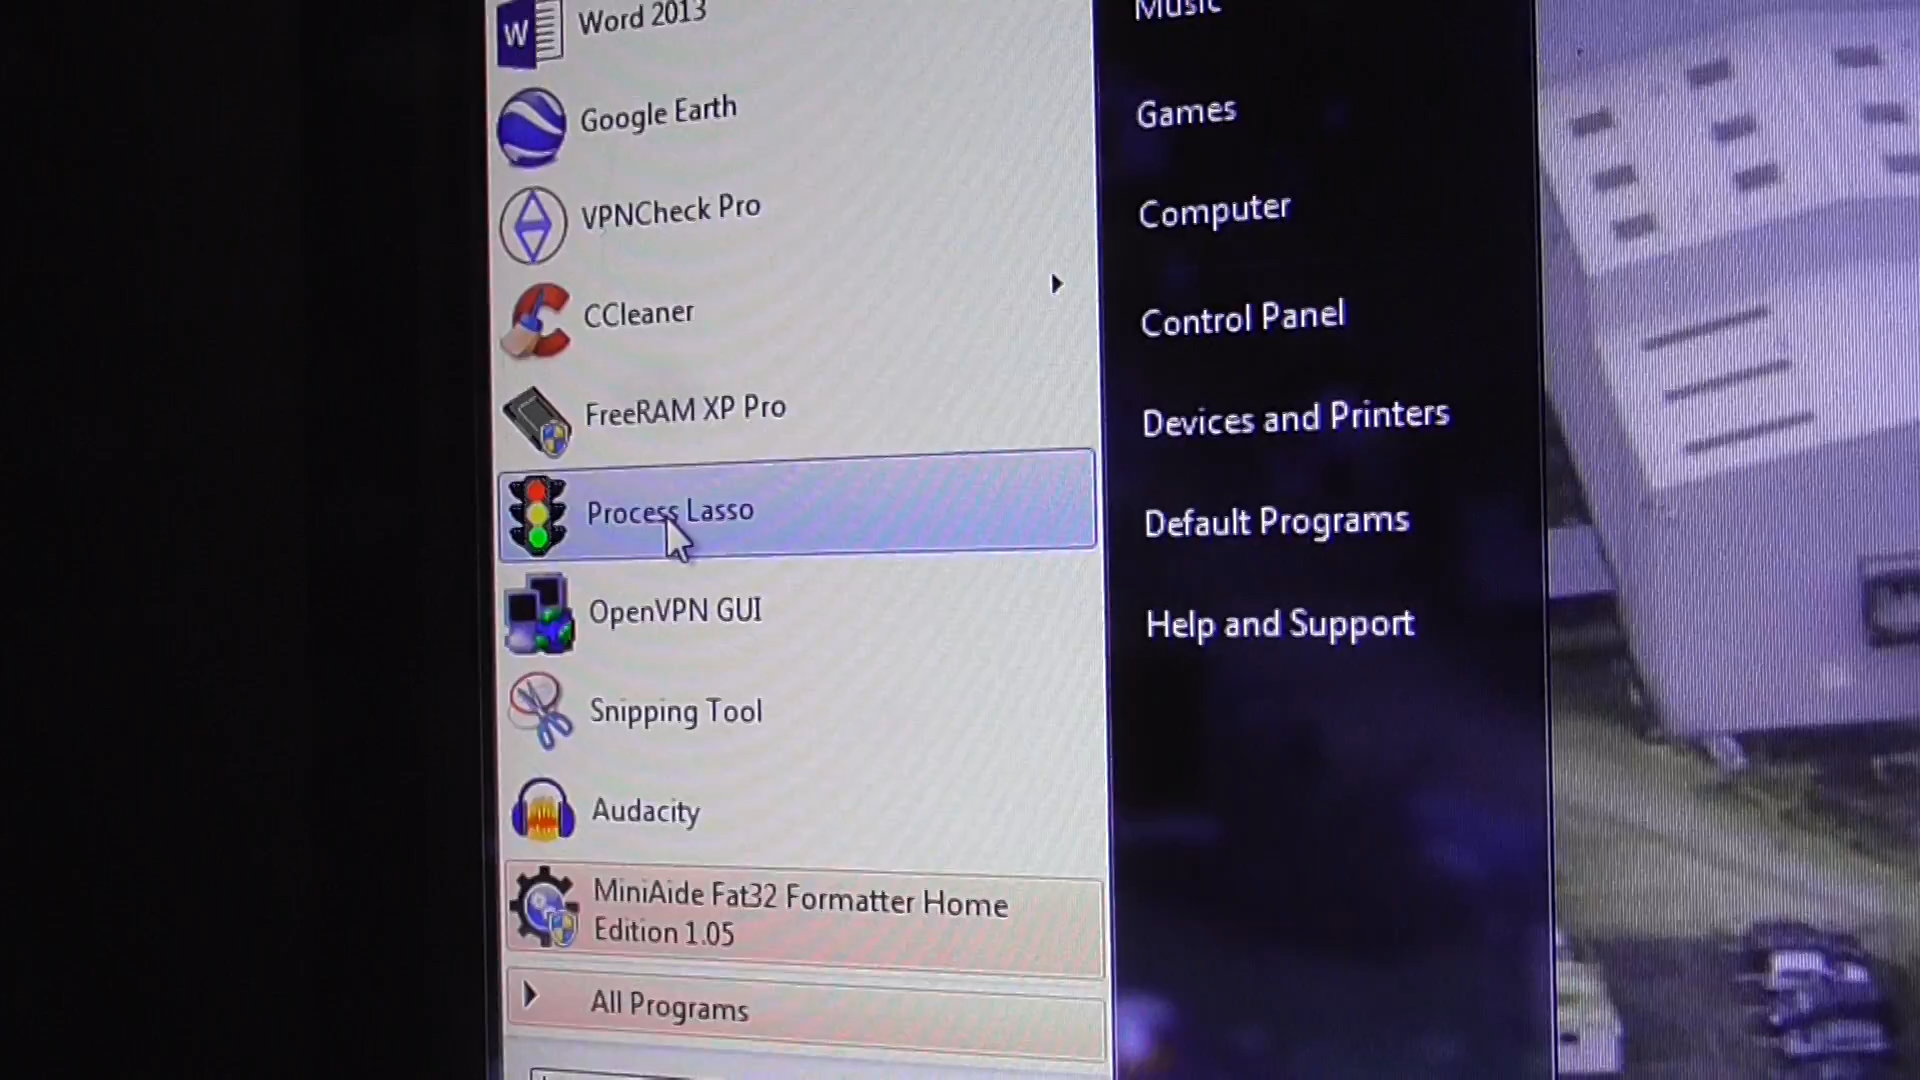 Word 2013
Google Earth
VPNCheck Pro
CCleaner
FreeRAM XP Pro
Process Lasso
OpenVPN GUI
Snipping Tool
Audacity
MiniAide Fat32 Formatter Home
Edition 1.05
All Programs
Music
Games
Computer
Control Panel
Devices and Printers
Default Programs
Help and Support